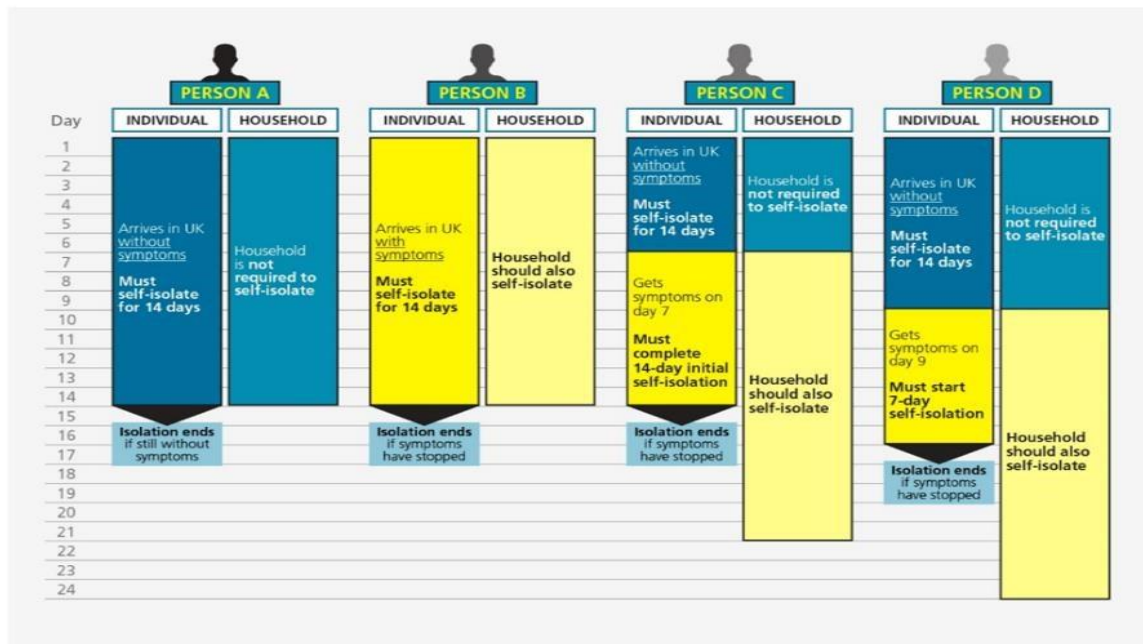 PERSON A
PERSON B
PERSON C
PERSON D
Day
INDIVIDUAL
HOUSEHOLD
INDIVIDUAL
HOUSEHOLD
INDIVIDUAL
HOUSEHOLD
INDIVIDUAL
HOUSEHOLD
1
2
3
4
5
6
7
8
9
10
11
12
13
14
15
16
17
18
19
20
21
22
23
24
Arrives in UK
without
symptoms
Must
self-isolate
for 14 days
Isolation ends
if still without
symptoms
Household
is not
required to
self-isolate
Arrives in UK
with
symptoms
Must
self-isolate
for 14 days
Isolation ends
if symptoms
have stopped
Household
should also
self-isolate
Arrives in UK
without
symptoms
Must
self-isolate
for 14 days
Gets
symptoms on
day 7
Must
complete
14-day initial
self-isolation
Isolation ends
if symptoms
have stopped
Household is
not required
to self-isolate
Household
should also
self-isolate
Arrives in UK
without
symptoms
Must
self-isolate
for 14 days
Gets
symptoms on
day 9
Must start
7-day
self-isolation
Isolation ends
if symptoms
have stopped
Household is
not required
to self-isolate
Household
should also
self-isolate